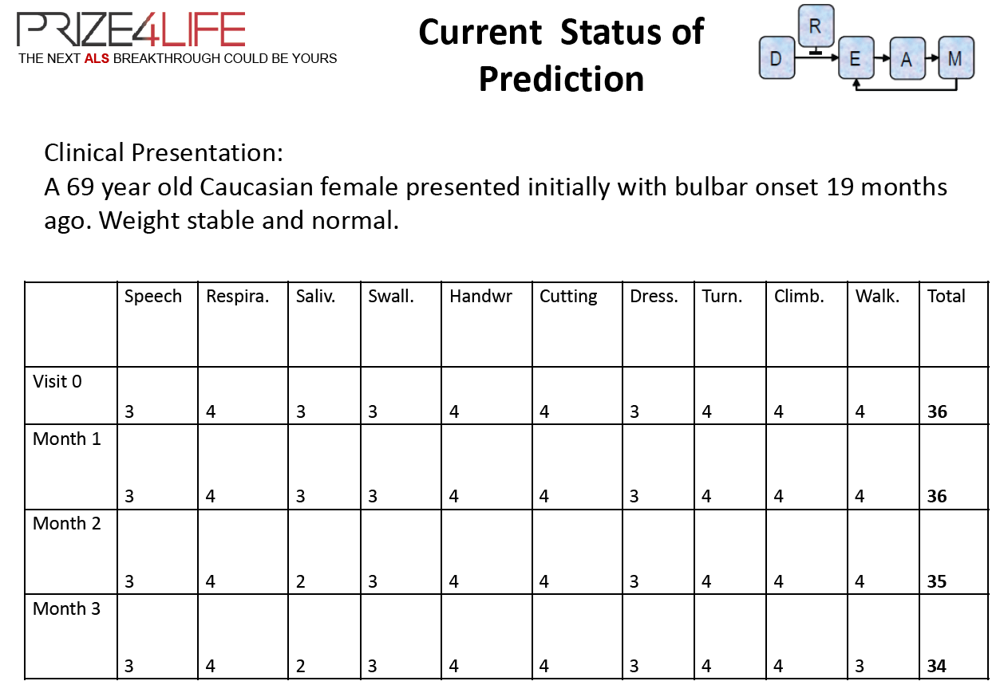 PRIZE4LIFE
THE NEXT ALS BREAKTHROUGH COULD BE YOURS
Current Status of
Prediction
D R E A M
Clinical Presentation:
A 69 year old Caucasian female presented initially with bulbar onset 19 months
ago. Weight stable and normal.
Speech Respira. Saliv. Swall. Handwr Cutting Dress. Turn. Climb. Walk. Total
Visit 0
3 4 3 3 4 4 3 4 4 4 36
Month 1
3 4 3 3 4 4 3 4 4 4 36
Month 2
3 4 2 3 4 4 3 4 4 4 35
Month 3
3 4 2 3 4 4 3 4 4 3 34